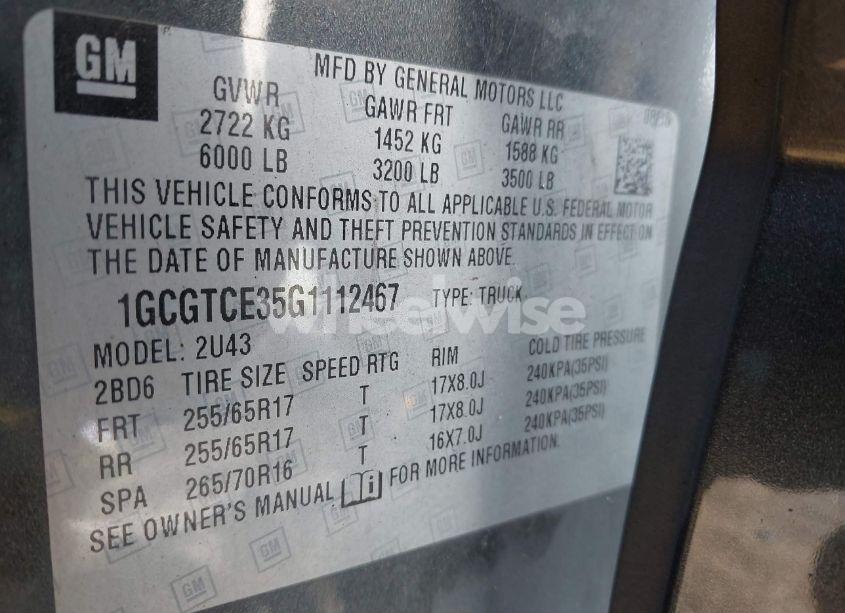 GM
MFD BY GENERAL MOTORS LLC
GVWR GAWR FRT GAWR RR
2722 KG 1452 KG 1588 KG
6000 LB 3200 LB 3500 LB
THIS VEHICLE CONFORMS TO ALL APPLICABLE U.S. FEDERAL MOTOR
VEHICLE SAFETY AND THEFT PREVENTION STANDARDS IN EFFECT ON
THE DATE OF MANUFACTURE SHOWN ABOVE.
1GCGTCE35G1112467 TYPE: TRUCK
wheelwise
MODEL: 2U43
2BD6 TIRE SIZE SPEED RTG RIM COLD TIRE PRESSURE
FRT 255/65R17 T 17X8.0J 240KPA(35PSI)
RR 255/65R17 T 17X8.0J 240KPA(35PSI)
SPA 265/70R16 T 16X7.0J 240KPA(35PSI)
SEE OWNER'S MANUAL i FOR MORE INFORMATION.